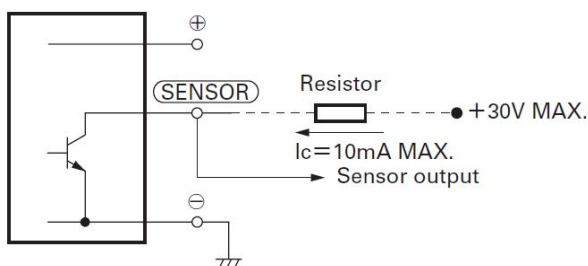 ⊕
SENSOR
Resistor
+30V MAX.
Ic=10mA MAX.
Sensor output
⊖